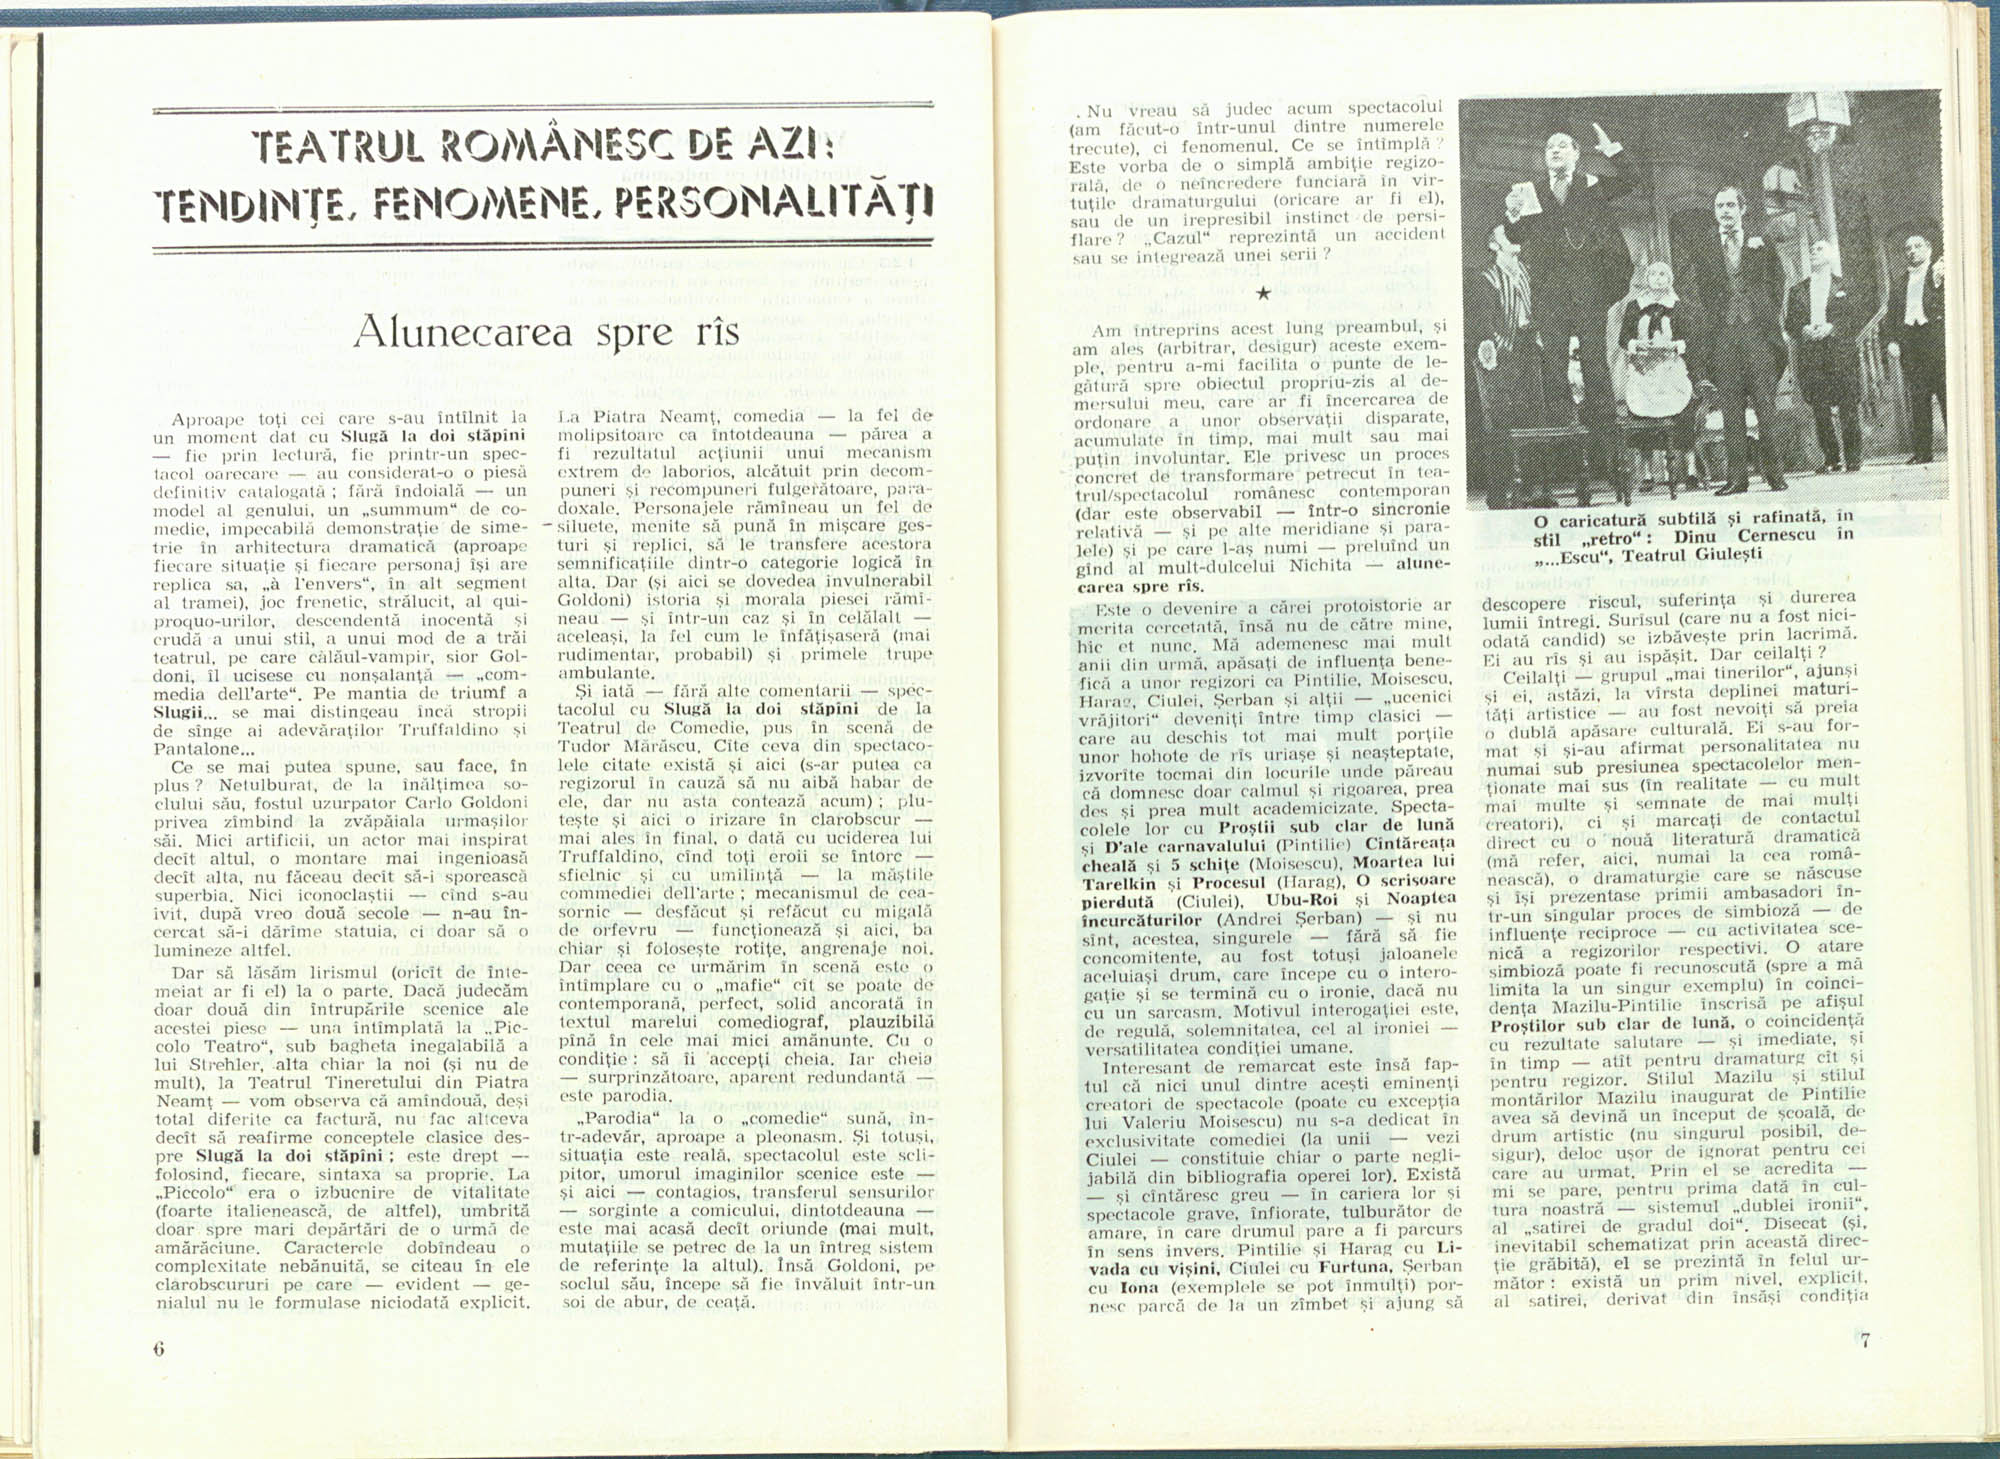 TEATRUL ROMÂNESC DE AZI:
TENDINȚE, FENOMENE, PERSONALITĂȚI
Alunecarea spre rîs
Aproape toți cei care s-au întîlnit la
un moment dat cu Slugă la doi stăpîni
— fie prin lectură, fie printr-un spec-
tacol oarecare — au considerat-o o piesă
definitiv catalogată ; fără îndoială — un
model al genului, un „summum“ de co-
medie, impecabilă demonstrație de sime-
trie în arhitectura dramatică (aproape
fiecare situație și fiecare personaj își are
replica sa, „à l'envers“, în alt segment
al tramei), joc frenetic, strălucit, al qui-
proquo-urilor, descendentă inocentă și
crudă a unui stil, a unui mod de a trăi
teatrul, pe care călăul-vampir, sior Gol-
doni, îl ucisese cu nonșalanță — „com-
media dell'arte“. Pe mantia de triumf a
Slugii... se mai distingeau încă stropii
de sînge ai adevăraților Truffaldino și
Pantalone...
Ce se mai putea spune, sau face, în
plus ? Netulburat, de la înălțimea so-
clului său, fostul uzurpator Carlo Goldoni
privea zîmbind la zvăpăiala urmașilor
săi. Mici artificii, un actor mai inspirat
decît altul, o montare mai ingenioasă
decît alta, nu făceau decît să-i sporească
superbia. Nici iconoclaștii — cînd s-au
ivit, după vreo două secole — n-au în-
cercat să-i dărîme statuia, ci doar să o
lumineze altfel.
Dar să lăsăm lirismul (oricît de înte-
meiat ar fi el) la o parte. Dacă judecăm
doar două din întrupările scenice ale
acestei piese — una întîmplată la „Pic-
colo Teatro“, sub bagheta inegalabilă a
lui Strehler, alta chiar la noi (și nu de
mult), la Teatrul Tineretului din Piatra
Neamț — vom observa că amîndouă, deși
total diferite ca factură, nu fac altceva
decît să reafirme conceptele clasice des-
pre Slugă la doi stăpîni ; este drept —
folosind, fiecare, sintaxa sa proprie. La
„Piccolo“ era o izbucnire de vitalitate
(foarte italienească, de altfel), umbrită
doar spre mari depărtări de o urmă de
amărăciune. Caracterele dobîndeau o
complexitate nebănuită, se citeau în ele
clarobscururi pe care — evident — ge-
nialul nu le formulase niciodată explicit.
La Piatra Neamț, comedia — la fel de
molipsitoare ca întotdeauna — părea a
fi rezultatul acțiunii unui mecanism
extrem de laborios, alcătuit prin decom-
puneri și recompuneri fulgerătoare, para-
doxale. Personajele rămîneau un fel de
siluete, menite să pună în mișcare ges-
turi și replici, să le transfere acestora
semnificațiile dintr-o categorie logică în
alta. Dar (și aici se dovedea invulnerabil
Goldoni) istoria și morala piesei rămî-
neau — și într-un caz și în celălalt —
aceleași, la fel cum le înfățișaseră (mai
rudimentar, probabil) și primele trupe
ambulante.
Și iată — fără alte comentarii — spec-
tacolul cu Slugă la doi stăpîni de la
Teatrul de Comedie, pus în scenă de
Tudor Mărăscu. Cîte ceva din spectaco-
lele citate există și aici (s-ar putea ca
regizorul în cauză să nu aibă habar de
ele, dar nu asta contează acum) ; plu-
tește și aici o irizare în clarobscur —
mai ales în final, o dată cu uciderea lui
Truffaldino, cînd toți eroii se întorc —
sfielnic și cu umilință — la măștile
commediei dell'arte ; mecanismul de cea-
sornic — desfăcut și refăcut cu migală
de orfevru — funcționează și aici, ba
chiar și folosește rotițe, angrenaje noi.
Dar ceea ce urmărim în scenă este o
întîmplare cu o „mafie“ cît se poate de
contemporană, perfect, solid ancorată în
textul marelui comediograf, plauzibilă
pînă în cele mai mici amănunte. Cu o
condiție : să îi accepți cheia. Iar cheia
— surprinzătoare, aparent redundantă —
este parodia.
„Parodia“ la o „comedie“ sună, în-
tr-adevăr, aproape a pleonasm. Și totuși,
situația este reală, spectacolul este scli-
pitor, umorul imaginilor scenice este —
și aici — contagios, transferul sensurilor
— sorginte a comicului, dintotdeauna —
este mai acasă decît oriunde (mai mult,
mutațiile se petrec de la un întreg sistem
de referințe la altul). Însă Goldoni, pe
soclul său, începe să fie învăluit într-un
soi de abur, de ceață.
6
Nu vreau să judec acum spectacolul
(am făcut-o într-unul dintre numerele
trecute), ci fenomenul. Ce se întîmplă ?
Este vorba de o simplă ambiție regizo-
rală, de o neîncredere funciară în vir-
tuțile dramaturgului (oricare ar fi el),
sau de un irepresibil instinct de persi-
flare ? „Cazul“ reprezintă un accident
sau se integrează unei serii ?
★
Am întreprins acest lung preambul, și
am ales (arbitrar, desigur) aceste exem-
ple, pentru a-mi facilita o punte de le-
gătură spre obiectul propriu-zis al de-
mersului meu, care ar fi încercarea de
ordonare a unor observații disparate,
acumulate în timp, mai mult sau mai
puțin involuntar. Ele privesc un proces
concret de transformare petrecut în tea-
trul/spectacolul românesc contemporan
(dar este observabil — într-o sincronie
relativă — și pe alte meridiane și para-
lele) și pe care l-aș numi — preluînd un
gînd al mult-dulcelui Nichita — alune-
carea spre rîs.
Este o devenire a cărei protoistorie ar
merita cercetată, însă nu de către mine,
hic et nunc. Mă ademenesc mai mult
anii din urmă, apăsați de influența bene-
fică a unor regizori ca Pintilie, Moisescu,
Harag, Ciulei, Șerban și alții — „ucenici
vrăjitori“ deveniți între timp clasici —
care au deschis tot mai mult porțile
unor hohote de rîs uriașe și neașteptate,
izvorîte tocmai din locurile unde păreau
că domnesc doar calmul și rigoarea, prea
des și prea mult academicizate. Specta-
colele lor cu Proștii sub clar de lună
și D'ale carnavalului (Pintilie) Cîntăreața
cheală și 5 schițe (Moisescu), Moartea lui
Tarelkin și Procesul (Harag), O scrisoare
pierdută (Ciulei), Ubu-Roi și Noaptea
încurcăturilor (Andrei Șerban) — și nu
sînt, acestea, singurele — fără să fie
concomitente, au fost totuși jaloanele
aceluiași drum, care începe cu o intero-
gație și se termină cu o ironie, dacă nu
cu un sarcasm. Motivul interogației este,
de regulă, solemnitatea, cel al ironiei —
versatilitatea condiției umane.
Interesant de remarcat este însă fap-
tul că nici unul dintre acești eminenți
creatori de spectacole (poate cu excepția
lui Valeriu Moisescu) nu s-a dedicat în
exclusivitate comediei (la unii — vezi
Ciulei — constituie chiar o parte negli-
jabilă din bibliografia operei lor). Există
— și cîntăresc greu — în cariera lor și
spectacole grave, înfiorate, tulburător de
amare, în care drumul pare a fi parcurs
în sens invers. Pintilie și Harag cu Li-
vada cu vișini, Ciulei cu Furtuna, Șerban
cu Iona (exemplele se pot înmulți) por-
nesc parcă de la un zîmbet și ajung să
O caricatură subtilă și rafinată, în
stil „retro“ : Dinu Cernescu în
„...Escu“, Teatrul Giulești
descopere riscul, suferința și durerea
lumii întregi. Surîsul (care nu a fost nici-
odată candid) se izbăvește prin lacrimă.
Ei au rîs și au ispășit. Dar ceilalți ?
Ceilalți — grupul „mai tinerilor“, ajunși
și ei, astăzi, la vîrsta deplinei maturi-
tăți artistice — au fost nevoiți să preia
o dublă apăsare culturală. Ei s-au for-
mat și și-au afirmat personalitatea nu
numai sub presiunea spectacolelor men-
ționate mai sus (în realitate — cu mult
mai multe și semnate de mai mulți
creatori), ci și marcați de contactul
direct cu o nouă literatură dramatică
(mă refer, aici, numai la cea româ-
nească), o dramaturgie care se născuse
și își prezentase primii ambasadori în-
tr-un singular proces de simbioză — de
influențe reciproce — cu activitatea sce-
nică a regizorilor respectivi. O atare
simbioză poate fi recunoscută (spre a mă
limita la un singur exemplu) în coinci-
dența Mazilu-Pintilie înscrisă pe afișul
Proștilor sub clar de lună, o coincidență
cu rezultate salutare — și imediate, și
în timp — atît pentru dramaturg cît și
pentru regizor. Stilul Mazilu și stilul
montărilor Mazilu inaugurat de Pintilie
avea să devină un început de școală, de
drum artistic (nu singurul posibil, de-
sigur), deloc ușor de ignorat pentru cei
care au urmat. Prin el se acredita —
mi se pare, pentru prima dată în cul-
tura noastră — sistemul „dublei ironii“,
al „satirei de gradul doi“. Disecat (și,
inevitabil schematizat prin această direc-
ție grăbită), el se prezintă în felul ur-
mător : există un prim nivel, explicit,
al satirei, derivat din însăși condiția
7